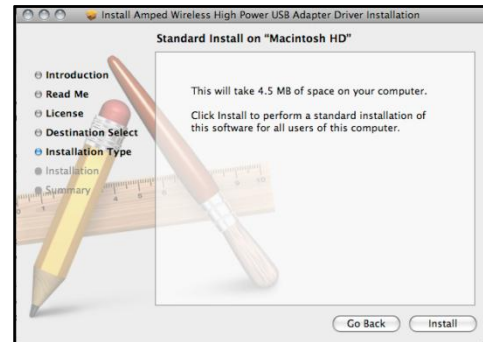 Install Amped Wireless High Power USB Adapter Driver Installation
Standard Install on "Macintosh HD"
Introduction
Read Me
License
Destination Select
Installation Type
Installation
Summary
This will take 4.5 MB of space on your computer.
Click Install to perform a standard installation of
this software for all users of this computer.
Go Back
Install